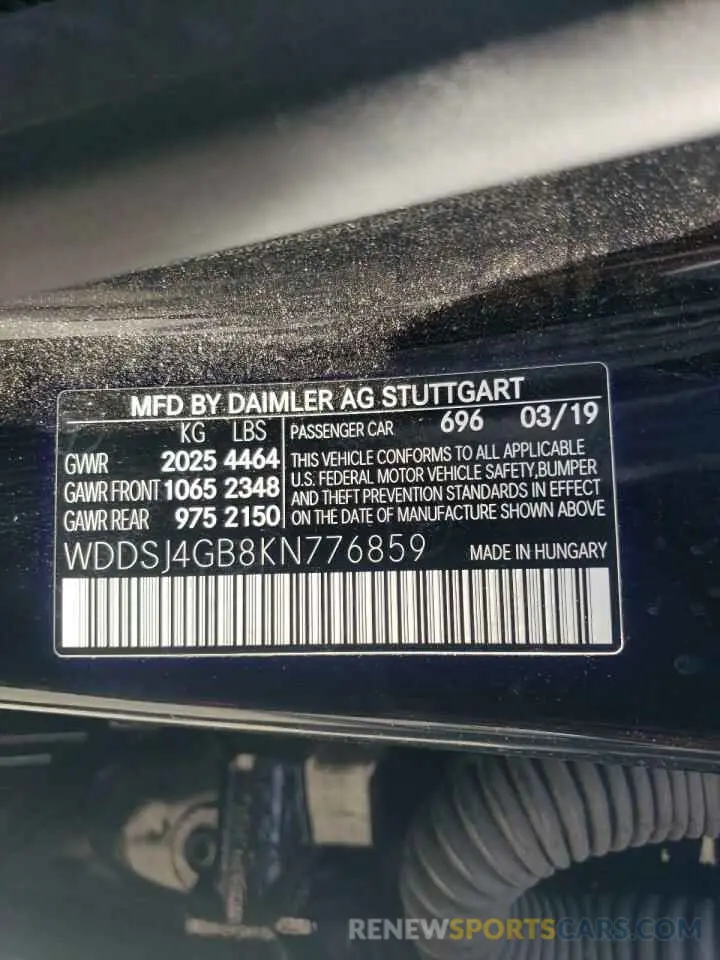 MFD BY DAIMLER AG STUTTGART
KG LBS
GVWR 2025 4464
GAWR FRONT 1065 2348
GAWR REAR 975 2150
PASSENGER CAR 696 03/19
THIS VEHICLE CONFORMS TO ALL APPLICABLE
U.S. FEDERAL MOTOR VEHICLE SAFETY, BUMPER
AND THEFT PREVENTION STANDARDS IN EFFECT
ON THE DATE OF MANUFACTURE SHOWN ABOVE
WDDSJ4GB8KN776859 MADE IN HUNGARY
RENEWSPORTSCARS.COM